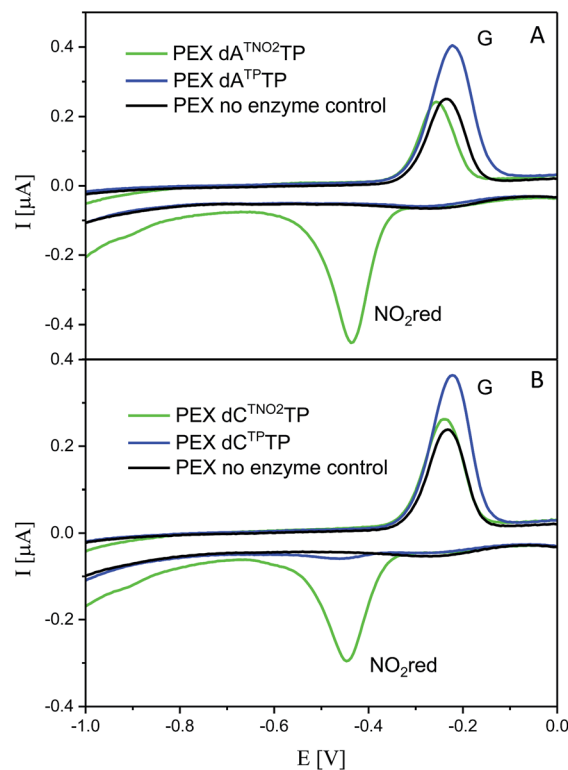 G A
PEX dA^TNO2TP
PEX dA^TPTP
PEX no enzyme control
0.4
0.2
0.0
-0.2
-0.4
I [µA]
NO₂red
0.4
G B
PEX dC^TNO2TP
PEX dC^TPTP
PEX no enzyme control
0.2
0.0
-0.2
-0.4
I [µA]
NO₂red
-1.0 -0.8 -0.6 -0.4 -0.2 0.0
E [V]